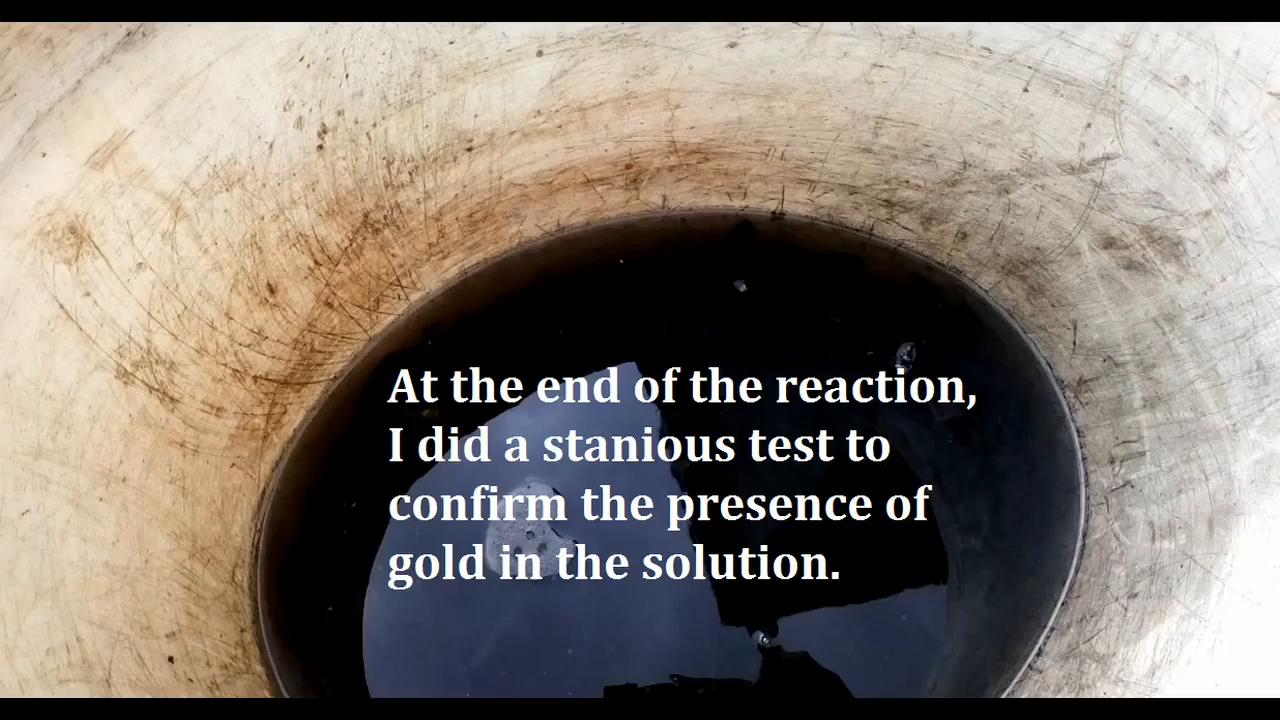 At the end of the reaction,
I did a stanious test to
confirm the presence of
gold in the solution.